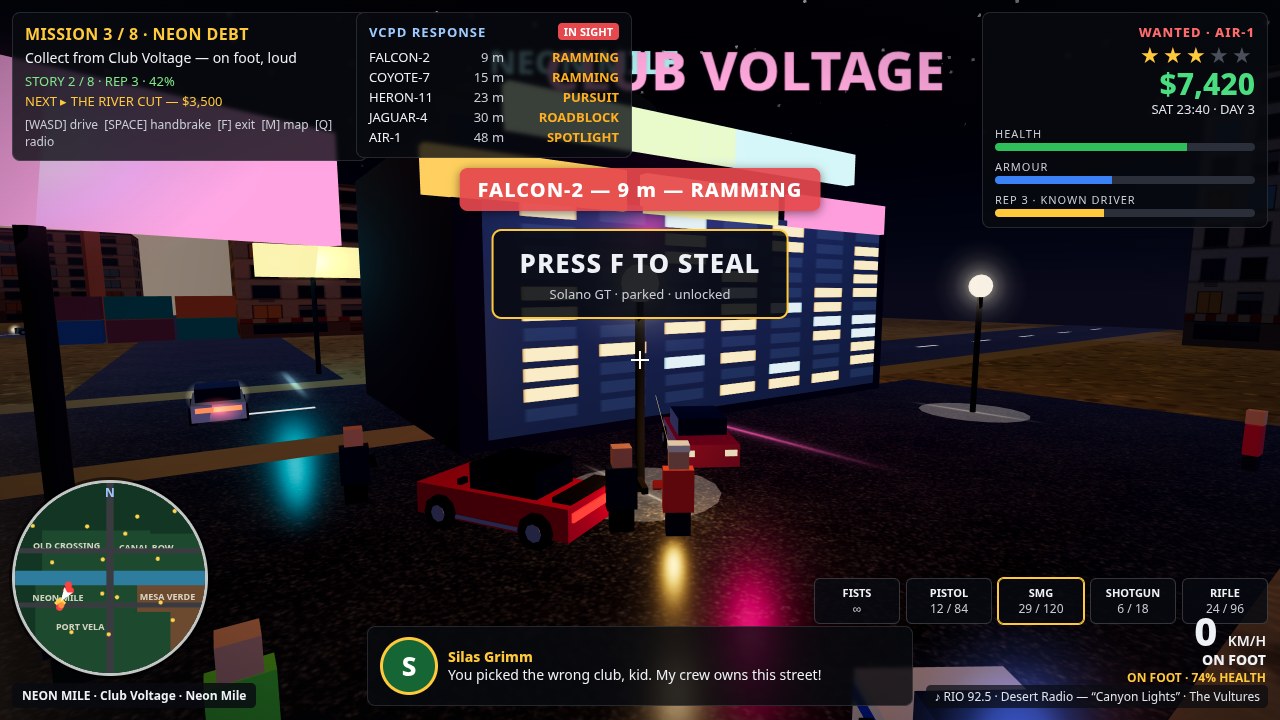 MISSION 3 / 8 · NEON DEBT
Collect from Club Voltage — on foot, loud
STORY 2 / 8 · REP 3 · 42%
NEXT ▸ THE RIVER CUT — $3,500
[WASD] drive [SPACE] handbrake [F] exit [M] map [Q] radio
VCPD RESPONSE IN SIGHT
FALCON-2 9 m RAMMING
COYOTE-7 15 m RAMMING
HERON-11 23 m PURSUIT
JAGUAR-4 30 m ROADBLOCK
AIR-1 48 m SPOTLIGHT
NEON MILE
CLUB VOLTAGE
WANTED · AIR-1
★★★★★
$7,420
SAT 23:40 · DAY 3
HEALTH
ARMOUR
REP 3 · KNOWN DRIVER
FALCON-2 — 9 m — RAMMING
PRESS F TO STEAL
Solano GT · parked · unlocked
N
OLD CROSSING
CANAL ROW
NEON MILE
MESA VERDE
PORT VELA
NEON MILE · Club Voltage · Neon Mile
S
Silas Grimm
You picked the wrong club, kid. My crew owns this street!
FISTS
∞
PISTOL
12 / 84
SMG
29 / 120
SHOTGUN
6 / 18
RIFLE
24 / 96
0 KM/H
ON FOOT
ON FOOT · 74% HEALTH
♪ RIO 92.5 · Desert Radio — “Canyon Lights” · The Vultures